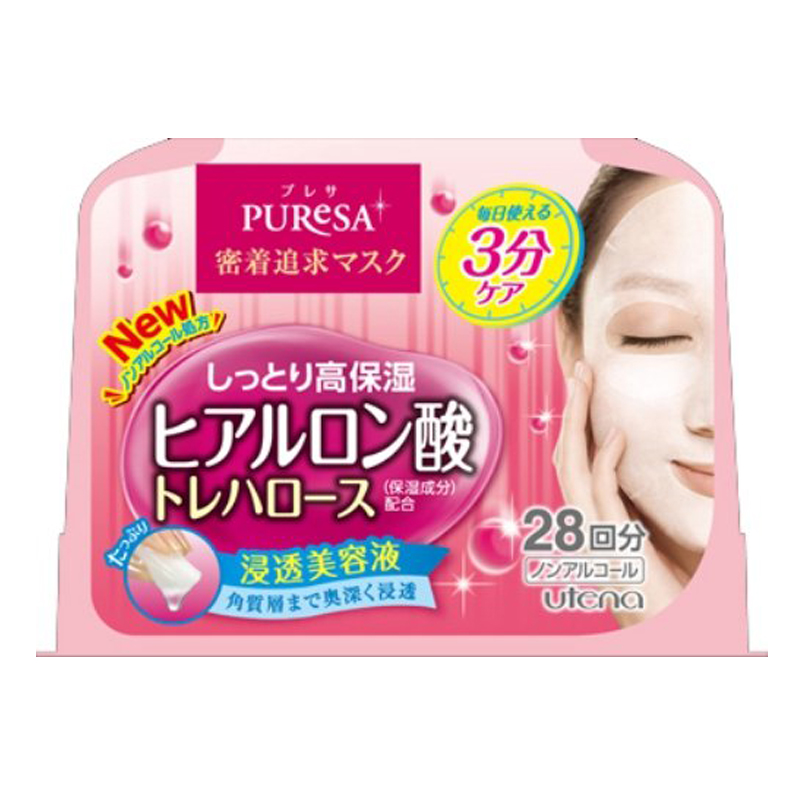 プレサ
PUReSA
密着追求マスク
毎日使える
3分
ケア
New
ノンアルコール処方
しっとり高保湿
ヒアルロン酸
トレハロース
(保湿成分)
配合
たっぷり
浸透美容液
角質層まで奥深く浸透
28回分
ノンアルコール
utena